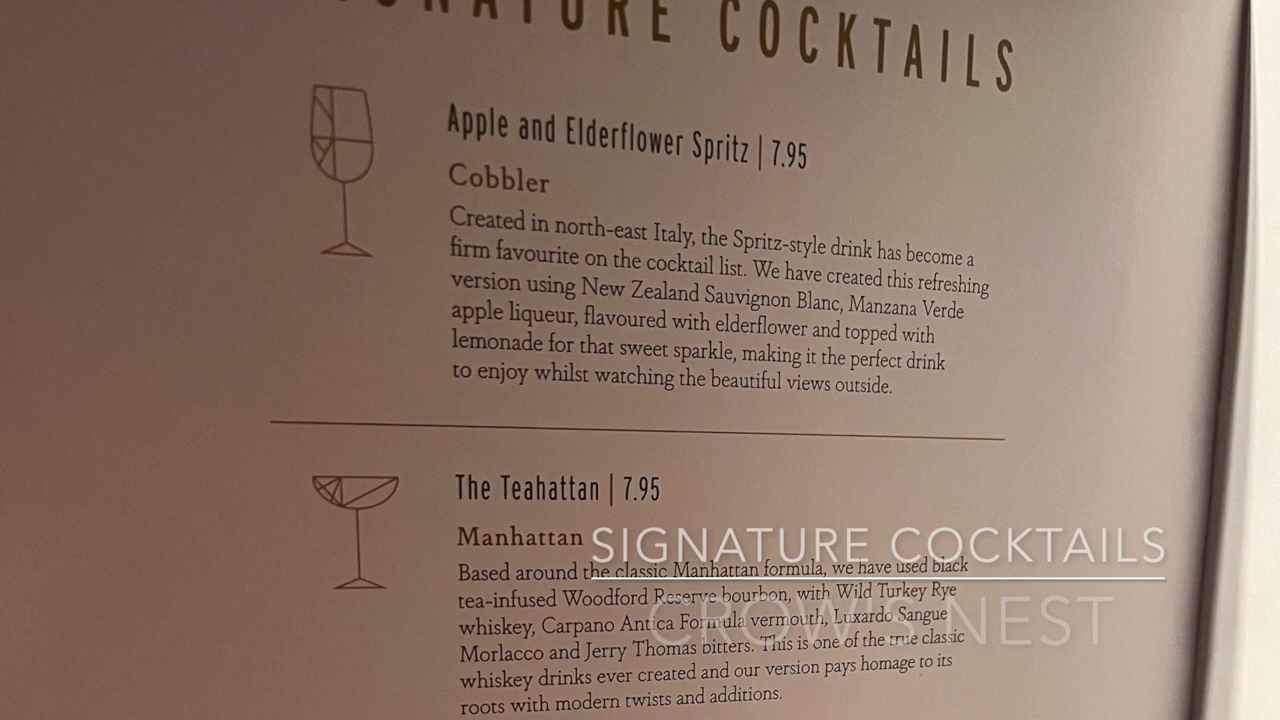 SIGNATURE COCKTAILS
Apple and Elderflower Spritz | 7.95
Cobbler
Created in north-east Italy, the Spritz-style drink has become a
firm favourite on the cocktail list. We have created this refreshing
version using New Zealand Sauvignon Blanc, Manzana Verde
apple liqueur, flavoured with elderflower and topped with
lemonade for that sweet sparkle, making it the perfect drink
to enjoy whilst watching the beautiful views outside.
The Teahattan | 7.95
Manhattan
Based around the classic Manhattan formula, we have used black
tea-infused Woodford Reserve bourbon, with Wild Turkey Rye
whiskey, Carpano Antica Formula vermouth, Luxardo Sangue
Morlacco and Jerry Thomas bitters. This is one of the true classic
whiskey drinks ever created and our version pays homage to its
roots with modern twists and additions.
SIGNATURE COCKTAILS
CROW'S NEST